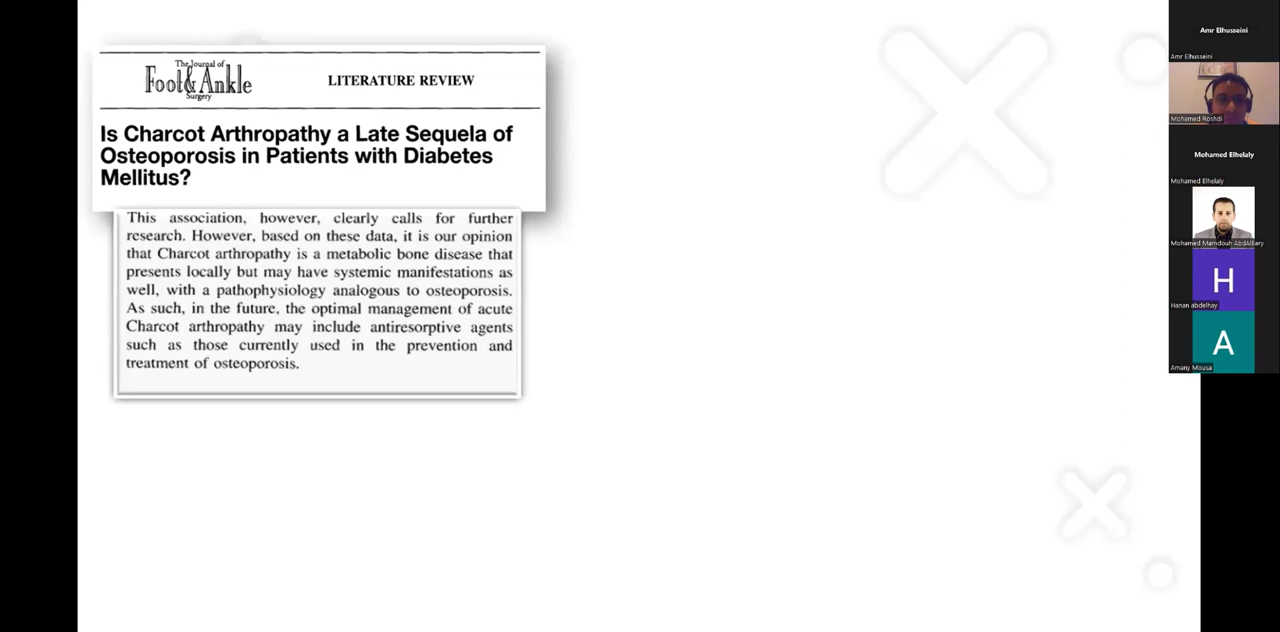 The Journal of
Foot & Ankle
Surgery
LITERATURE REVIEW
Is Charcot Arthropathy a Late Sequela of
Osteoporosis in Patients with Diabetes
Mellitus?
This association, however, clearly calls for further
research. However, based on these data, it is our opinion
that Charcot arthropathy is a metabolic bone disease that
presents locally but may have systemic manifestations as
well, with a pathophysiology analogous to osteoporosis.
As such, in the future, the optimal management of acute
Charcot arthropathy may include antiresorptive agents
such as those currently used in the prevention and
treatment of osteoporosis.
Amr Elhusseini
Amr Elhusseini
Mohamed Roshdi
Mohamed Elhelaly
Mohamed Elhelaly
Mohamed Mamdouh
H
Hanan abdelhay
A
Amany Mousa